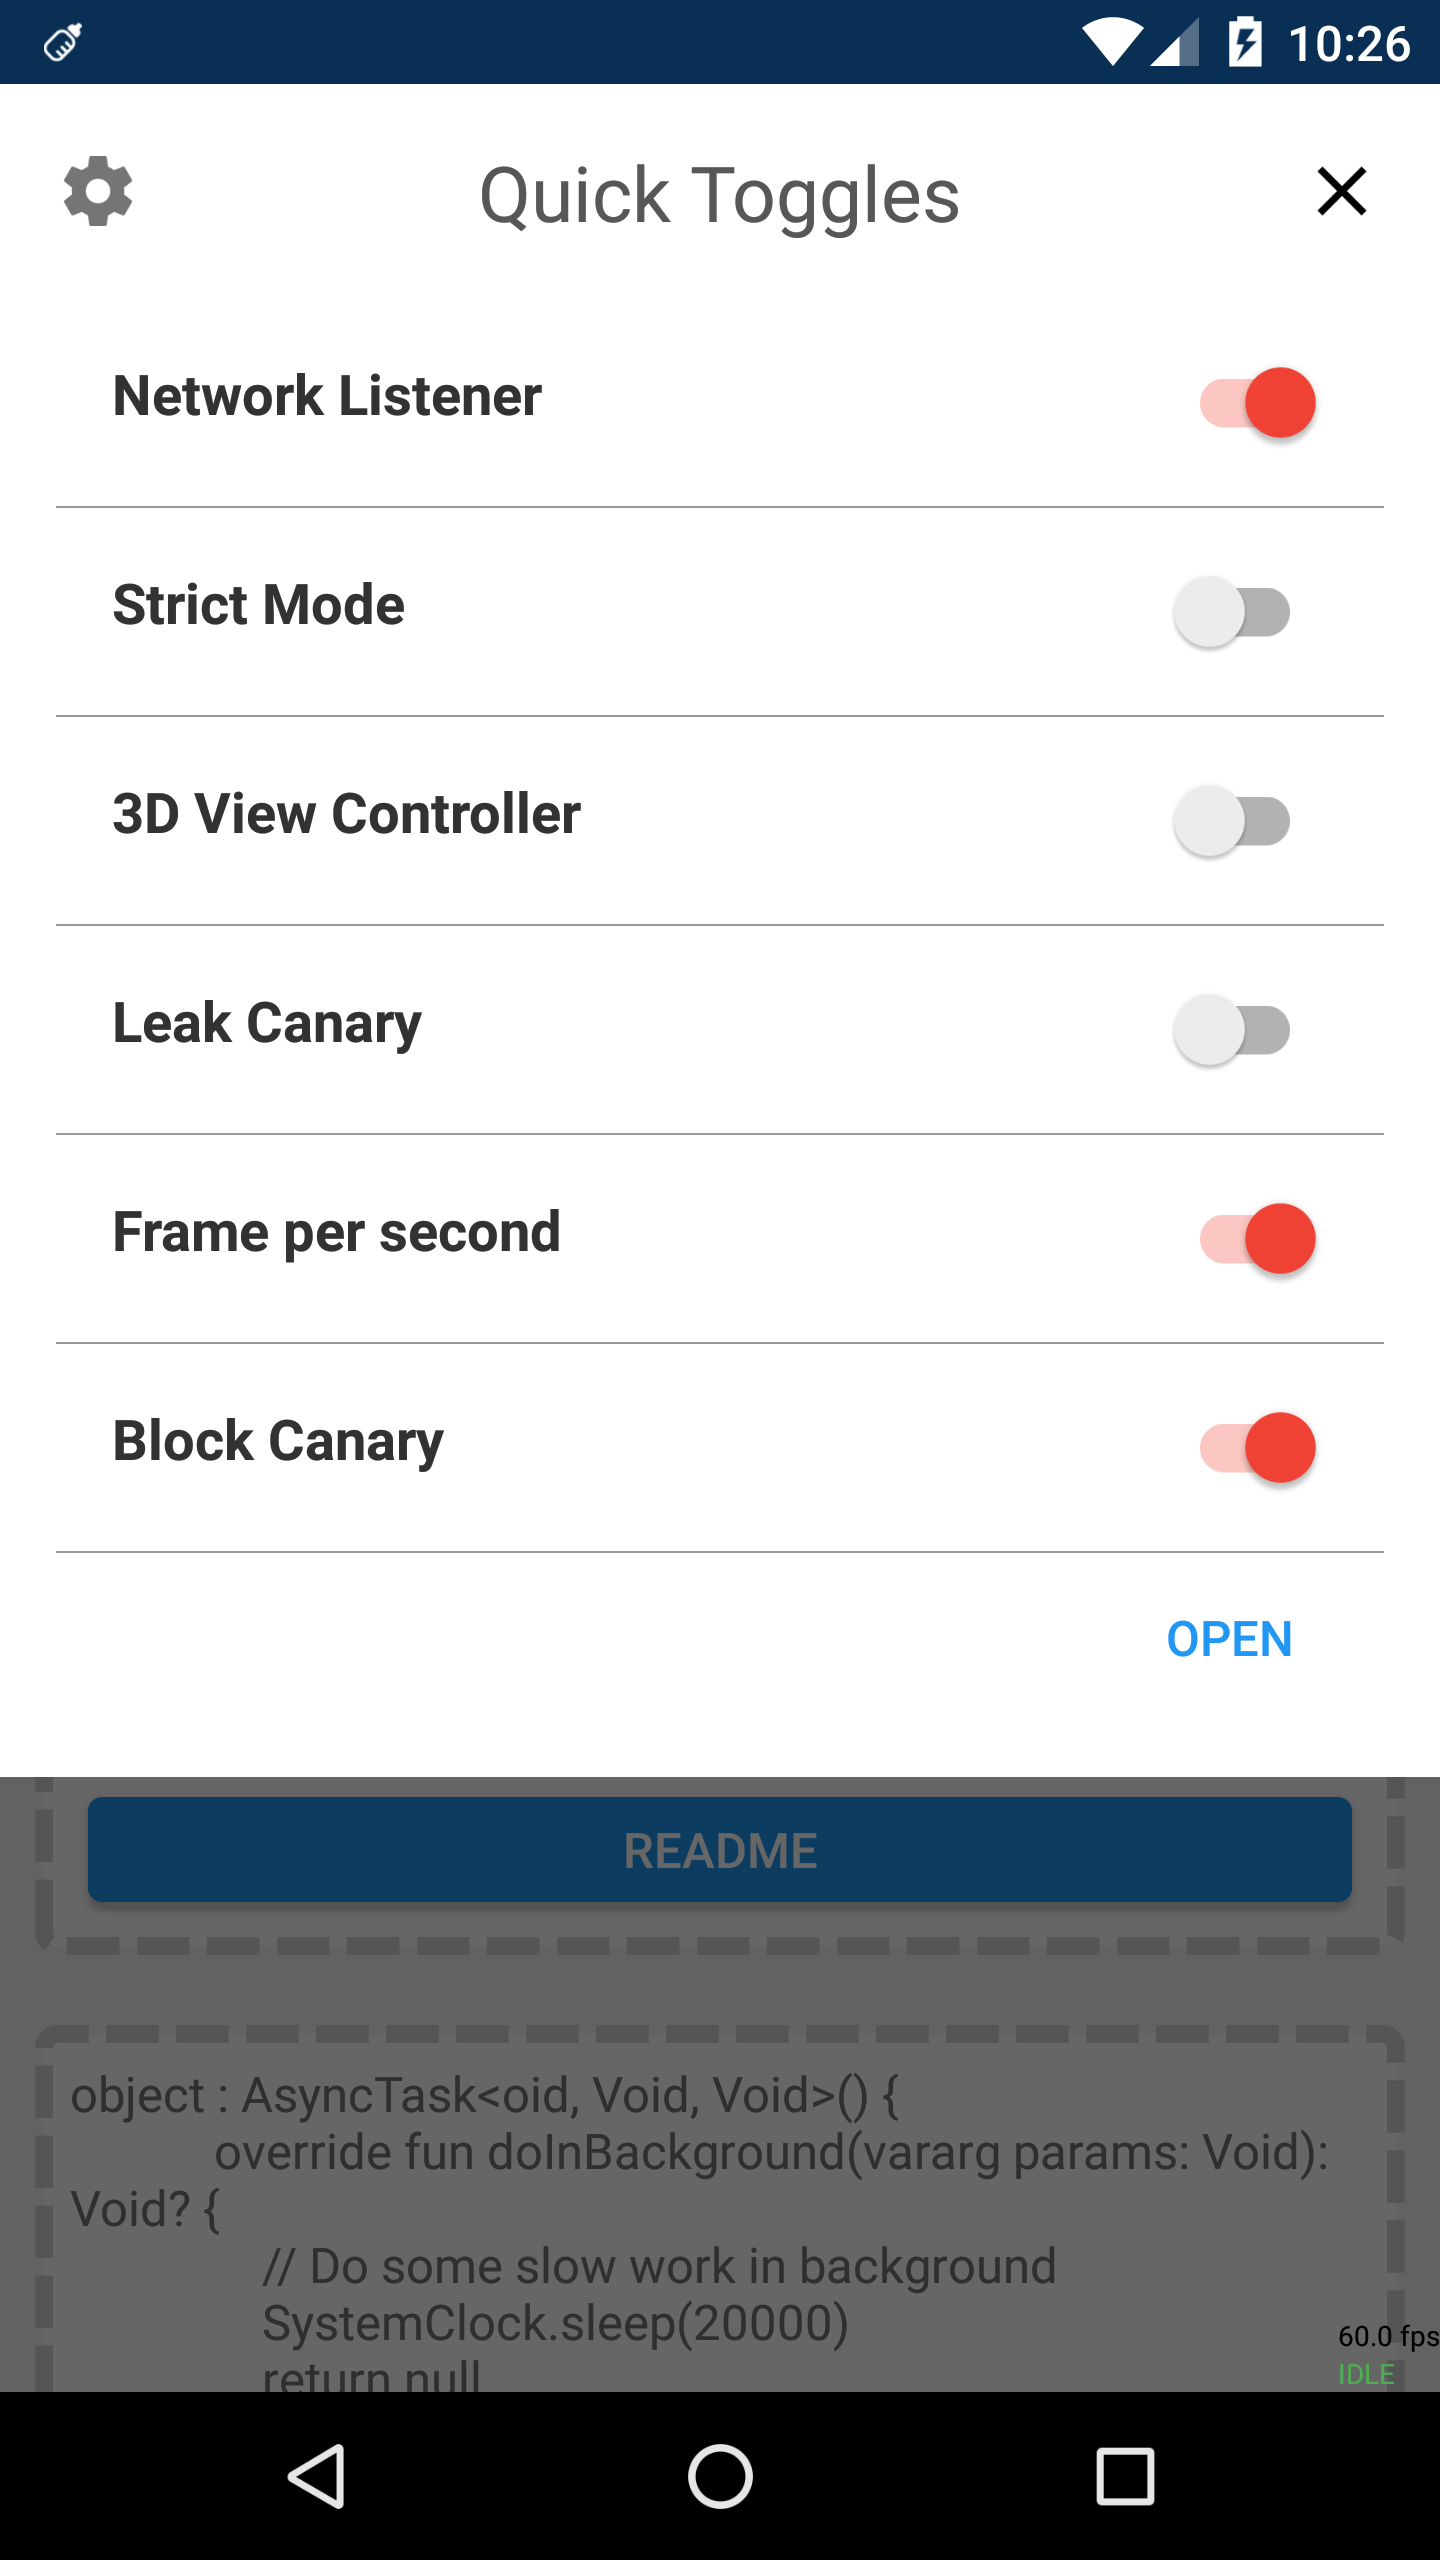 10:26
Quick Toggles
Network Listener
Strict Mode
3D View Controller
Leak Canary
Frame per second
Block Canary
OPEN
README
object : AsyncTask<oid, Void, Void>() {
override fun doInBackground(vararg params: Void):
Void? {
// Do some slow work in background
SystemClock.sleep(20000)
return null
60.0 fps
IDLE